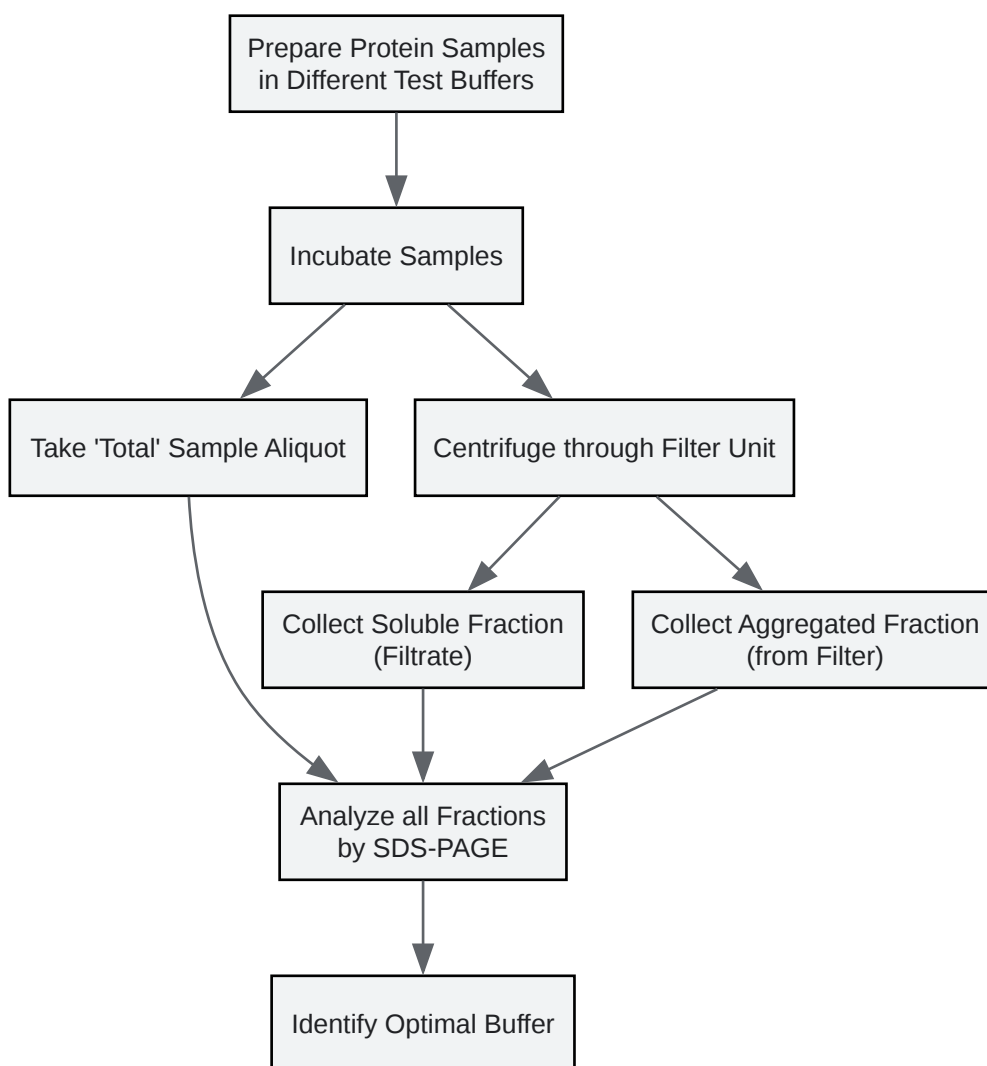 Prepare Protein Samples
in Different Test Buffers
Incubate Samples
Take 'Total' Sample Aliquot
Centrifuge through Filter Unit
Collect Soluble Fraction
(Filtrate)
Collect Aggregated Fraction
(from Filter)
Analyze all Fractions
by SDS-PAGE
Identify Optimal Buffer